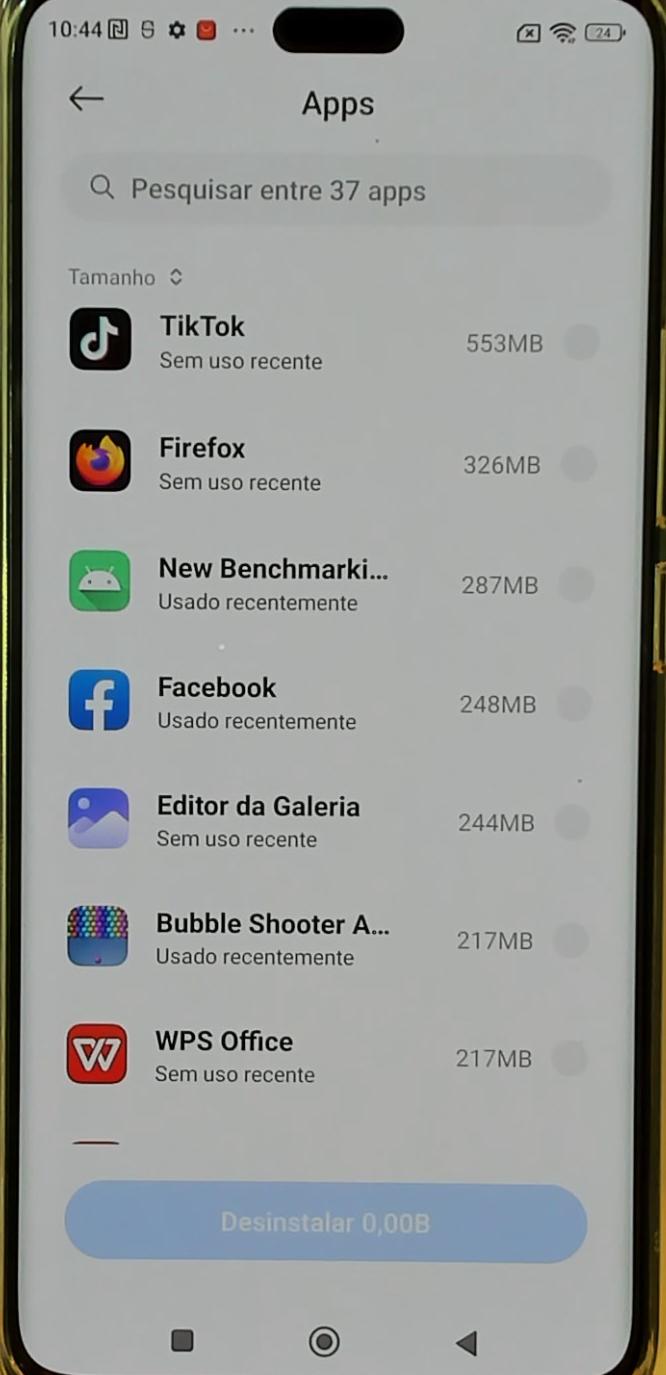 10:44
24
Apps
Pesquisar entre 37 apps
Tamanho
TikTok
553MB
Sem uso recente
Firefox
326MB
Sem uso recente
New Benchmarki...
287MB
Usado recentemente
Facebook
248MB
Usado recentemente
Editor da Galeria
244MB
Sem uso recente
Bubble Shooter A...
217MB
Usado recentemente
WPS Office
217MB
Sem uso recente
Desinstalar 0,00B